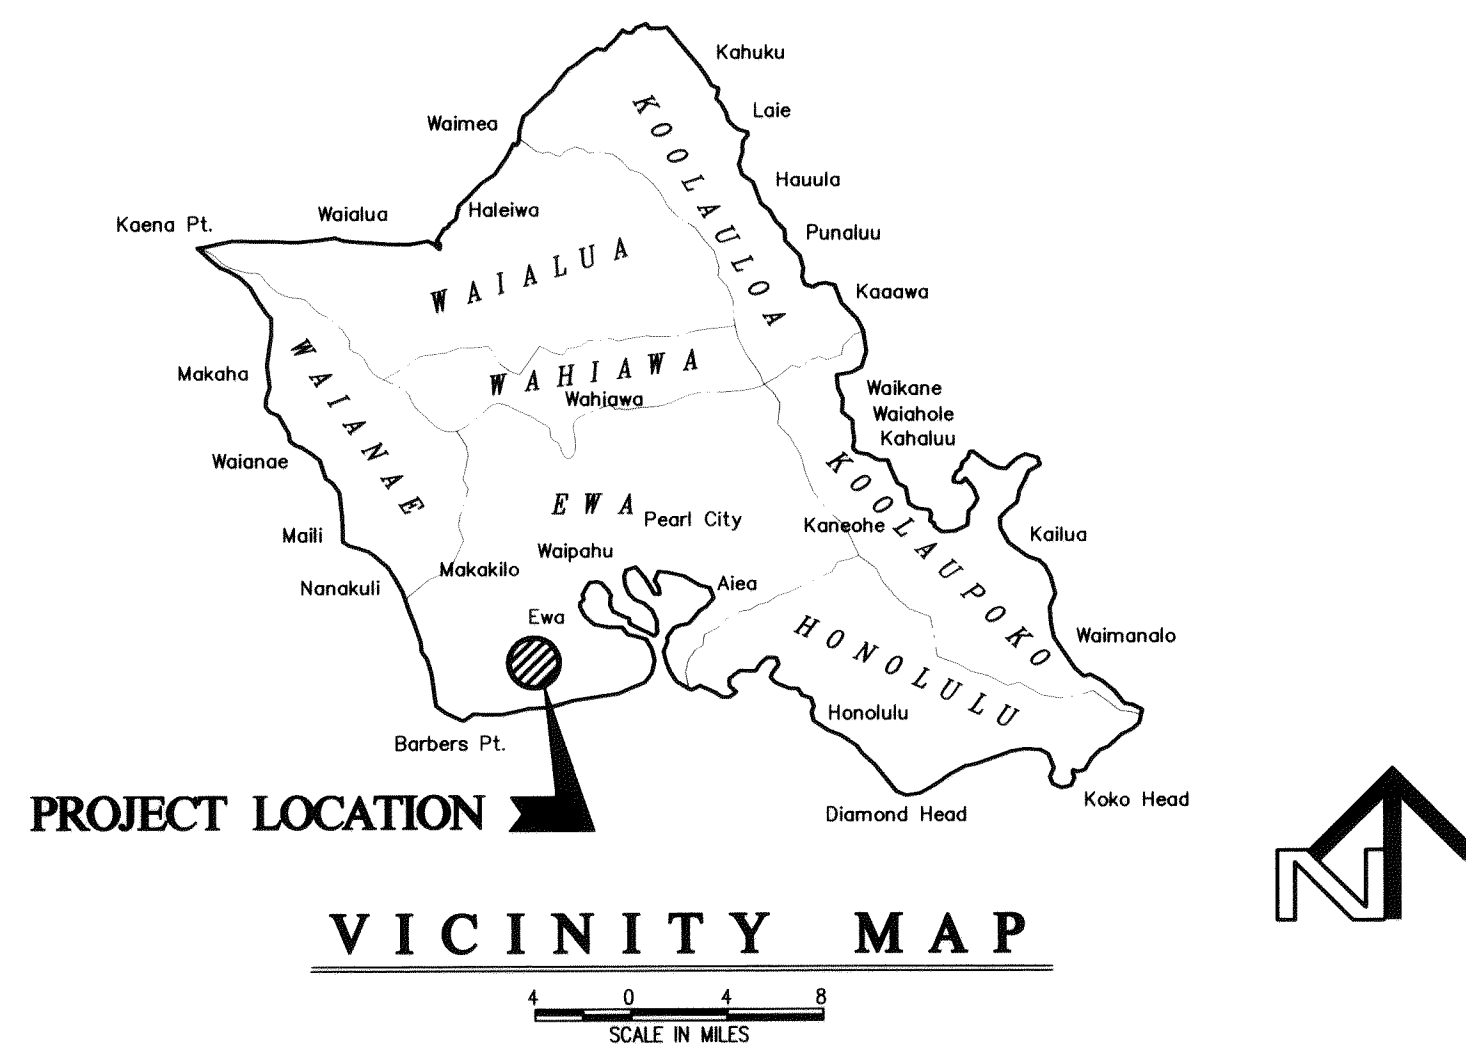 Kahuku
Laie
Waimea
KOOLAULOA
Hauula
Haleiwa
Waialua
Kaena Pt.
Punaluu
WAIALUA
Kaaawa
WAIANAE
WAHIAWA
Makaha
Wahiawa
Waikane
Waiahole
Kahaluu
Waianae
KOOLAUPOKO
EWA
Pearl City
Kaneohe
Maili
Kailua
Waipahu
Makakilo
Nanakuli
Aiea
Ewa
HONOLULU
Waimanalo
Honolulu
Barbers Pt.
Koko Head
PROJECT LOCATION
Diamond Head
N
VICINITY MAP
4 0 4 8
SCALE IN MILES